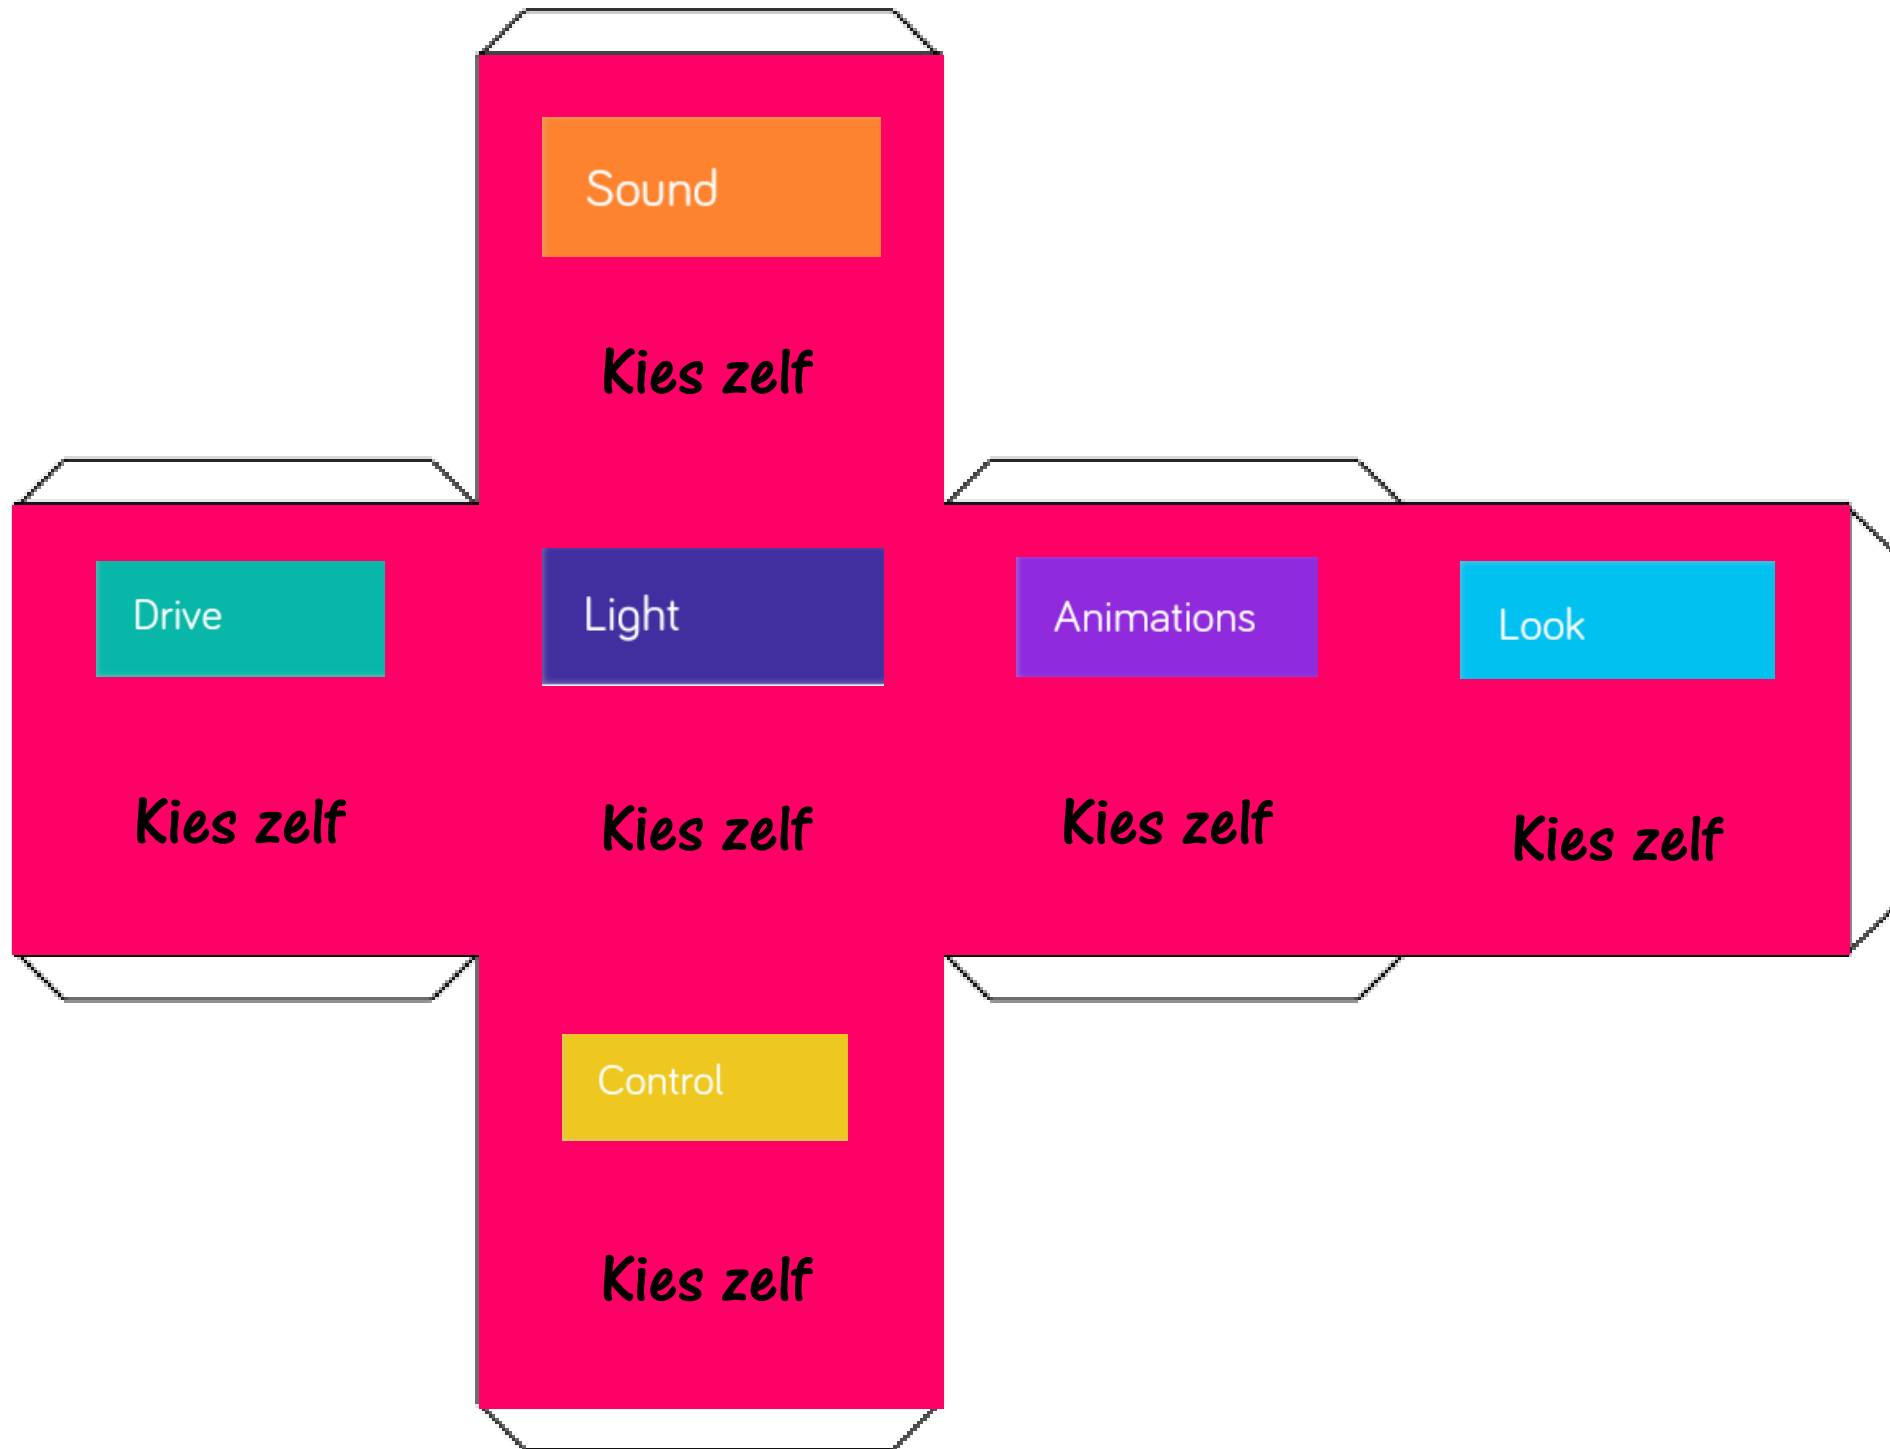 Sound
Kies zelf
Drive
Light
Animations
Look
Kies zelf
Kies zelf
Kies zelf
Kies zelf
Control
Kies zelf